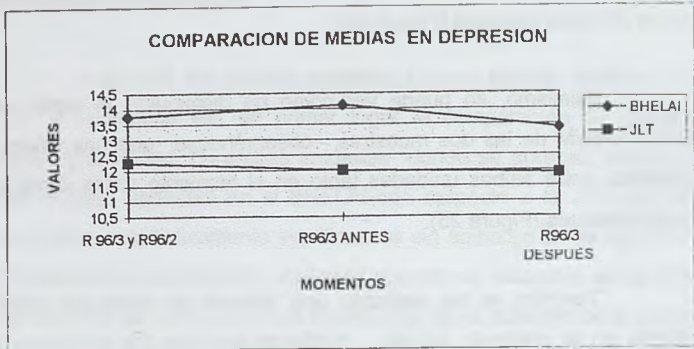 COMPARACION DE MEDIAS EN DEPRESION
VALORES
14,5
14
13,5
13
12,5
12
11,5
11
10,5
R 96/3 y R96/2
R96/3 ANTES
R96/3
DESPUÉS
MOMENTOS
BHELAI
JLT